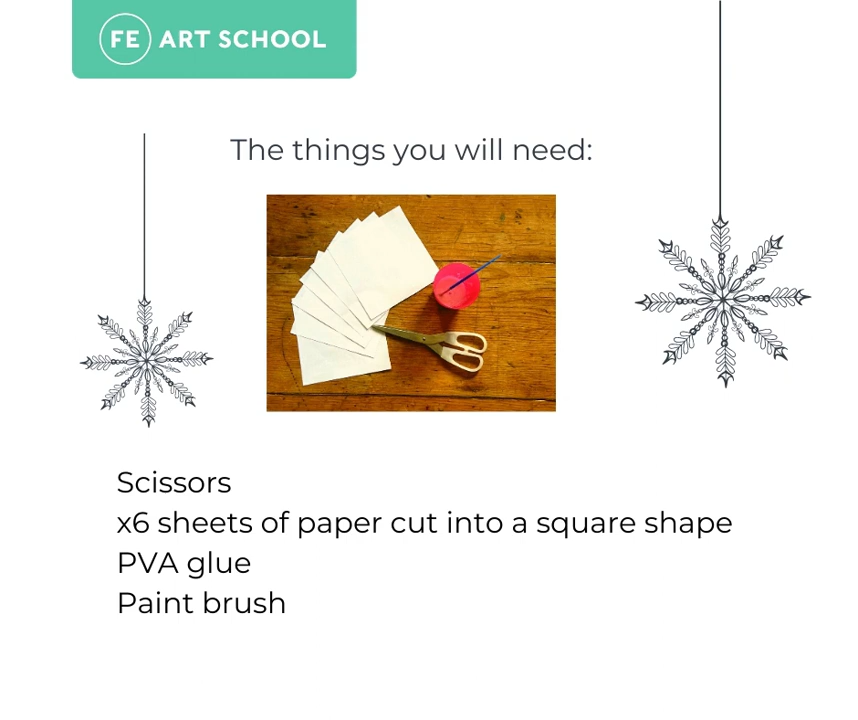 FE ART SCHOOL
The things you will need:
Scissors
x6 sheets of paper cut into a square shape
PVA glue
Paint brush